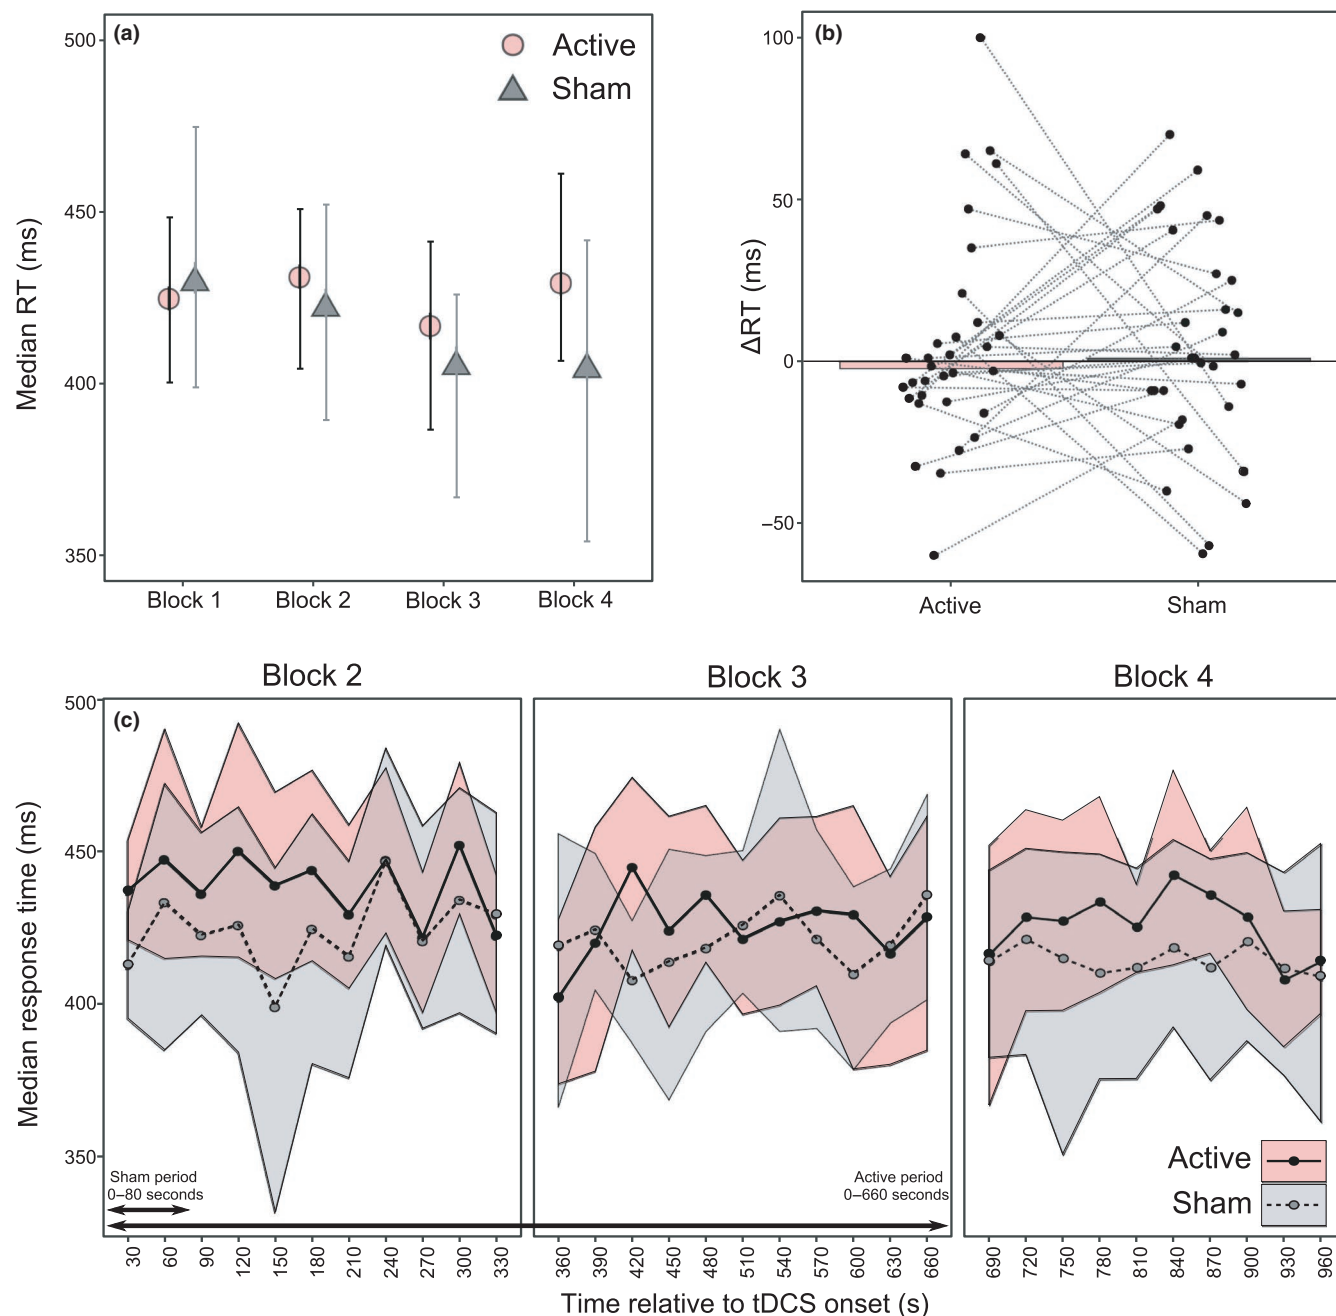 (a)
Active
Sham
Median RT (ms)
500
450
400
350
Block 1 Block 2 Block 3 Block 4
(b)
ΔRT (ms)
100
50
0
−50
Active Sham
Block 2 Block 3 Block 4
(c)
Median response time (ms)
500
450
400
350
Sham period
0–80 seconds
Active period
0–660 seconds
Active
Sham
30 60 90 120 150 180 210 240 270 300 330 360 390 420 450 480 510 540 570 600 630 660 690 720 750 780 810 840 870 900 930 960
Time relative to tDCS onset (s)